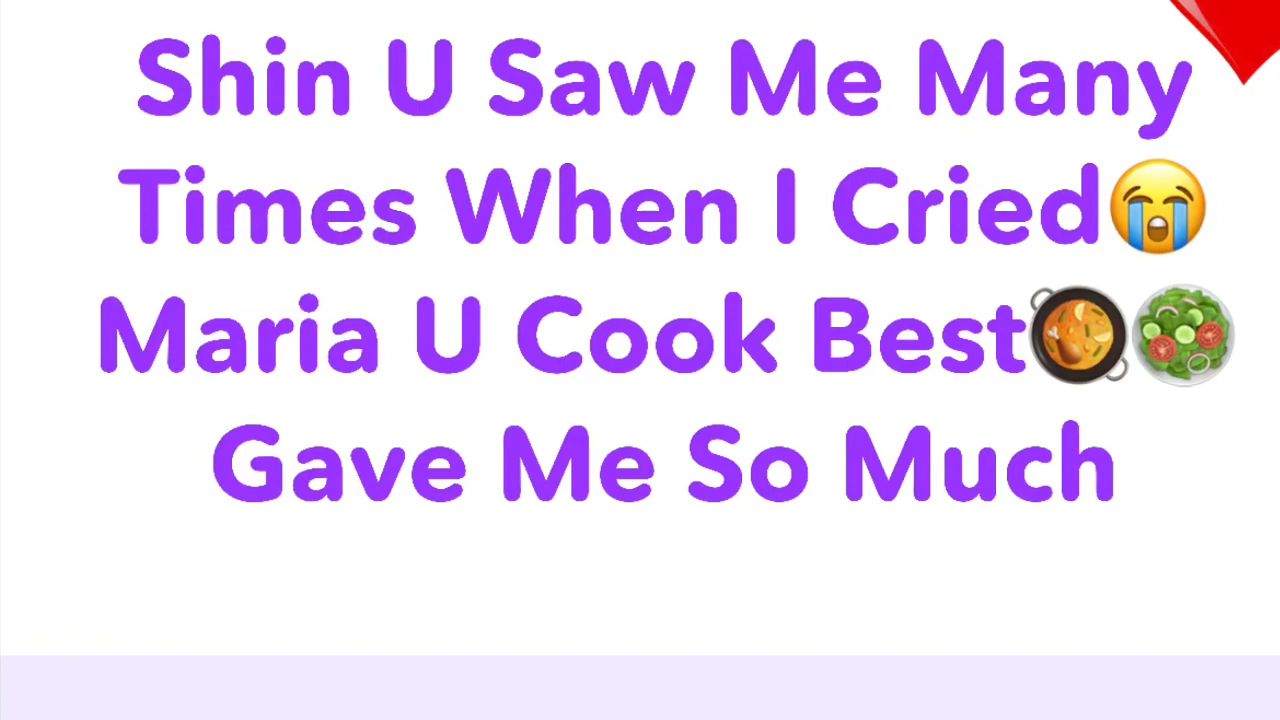 Shin U Saw Me Many
Times When I Cried😭
Maria U Cook Best🥘🥗
Gave Me So Much